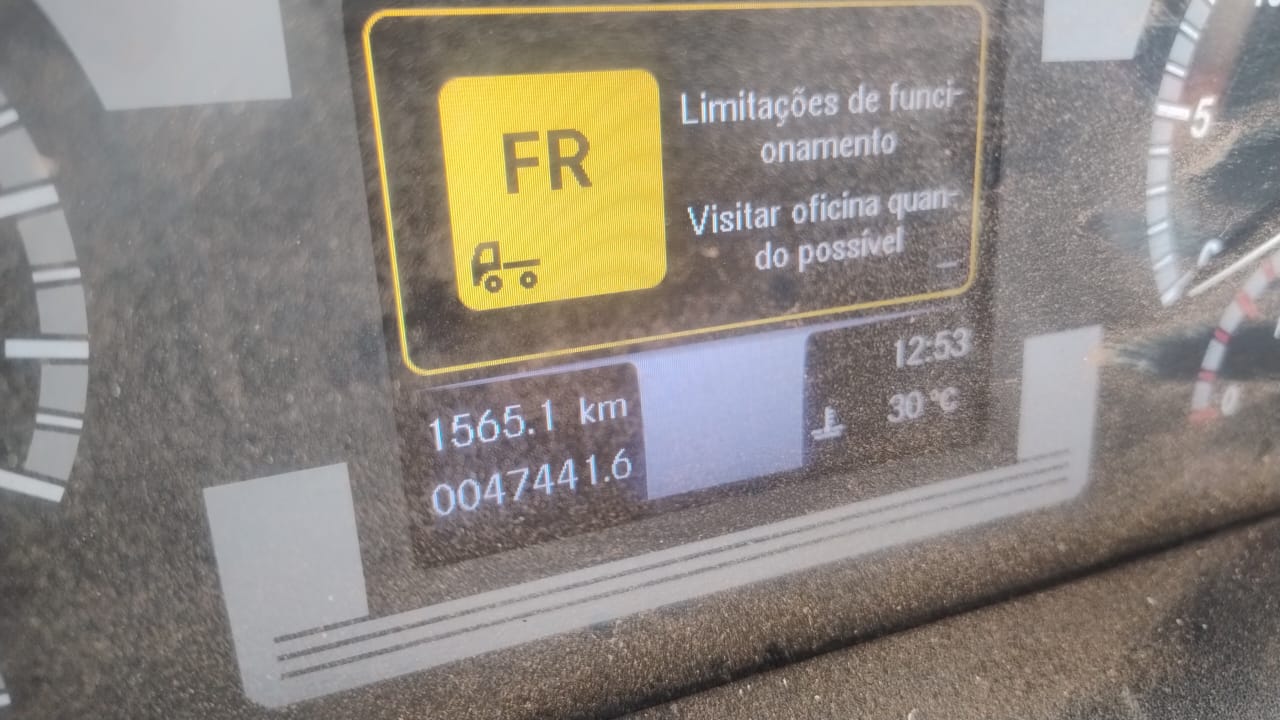 FR
Limitações de funci-
onamento
Visitar oficina quan-
do possível
12:53
1565.1 km
30 °C
0047441.6
5
0